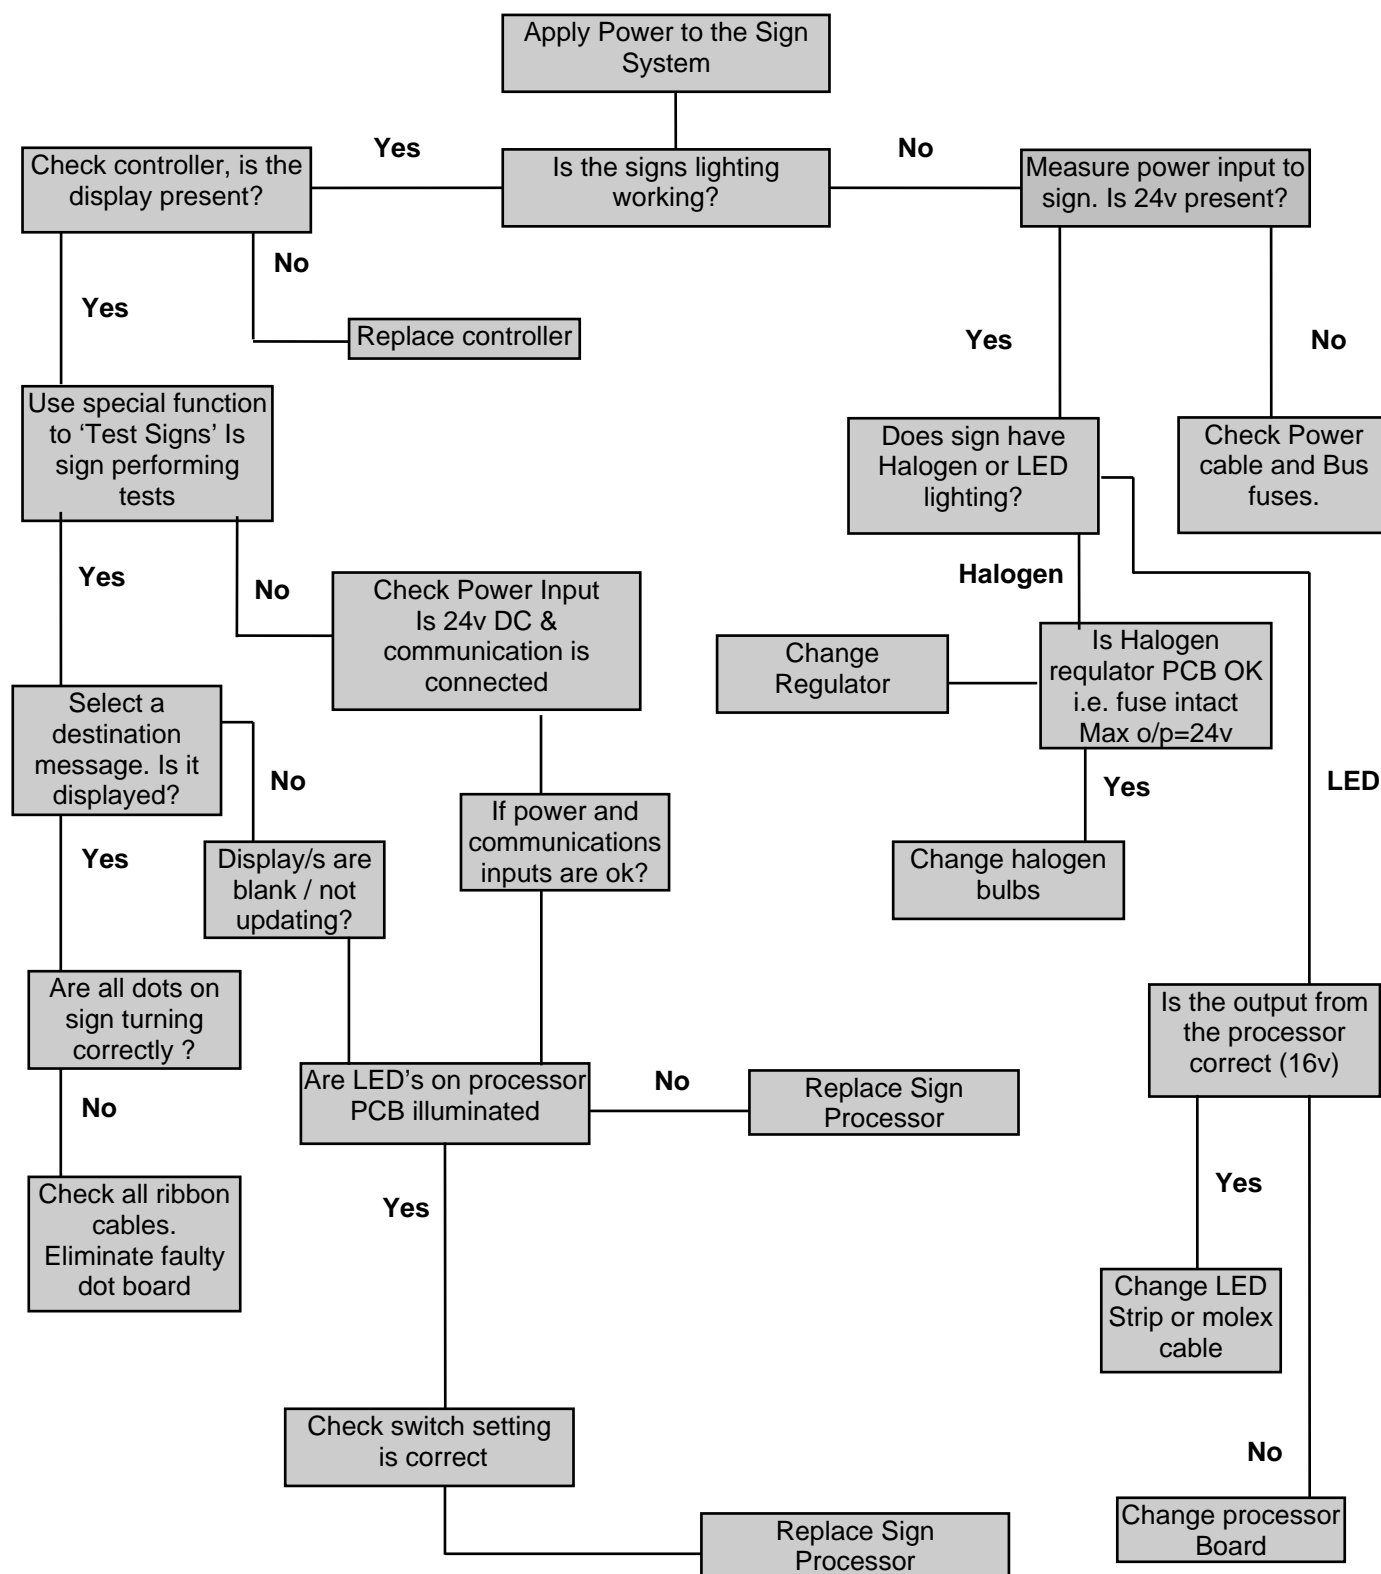 Apply Power to the Sign
System
Yes
No
Check controller, is the
display present?
Is the signs lighting
working?
Measure power input to
sign. Is 24v present?
No
Yes
Replace controller
Yes
No
Use special function
to ‘Test Signs’ Is
sign performing
tests
Does sign have
Halogen or LED
lighting?
Check Power
cable and Bus
fuses.
Yes
No
Halogen
Check Power Input
Is 24v DC &
communication is
connected
Change
Regulator
Is Halogen
requlator PCB OK
i.e. fuse intact
Max o/p=24v
Select a
destination
message. Is it
displayed?
No
Yes
LED
If power and
communications
inputs are ok?
Yes
Display/s are
blank / not
updating?
Change halogen
bulbs
Are all dots on
sign turning
correctly ?
Is the output from
the processor
correct (16v)
Are LED's on processor
PCB illuminated
No
Replace Sign
Processor
No
Check all ribbon
cables.
Eliminate faulty
dot board
Yes
Yes
Change LED
Strip or molex
cable
Check switch setting
is correct
No
Change processor
Board
Replace Sign
Processor